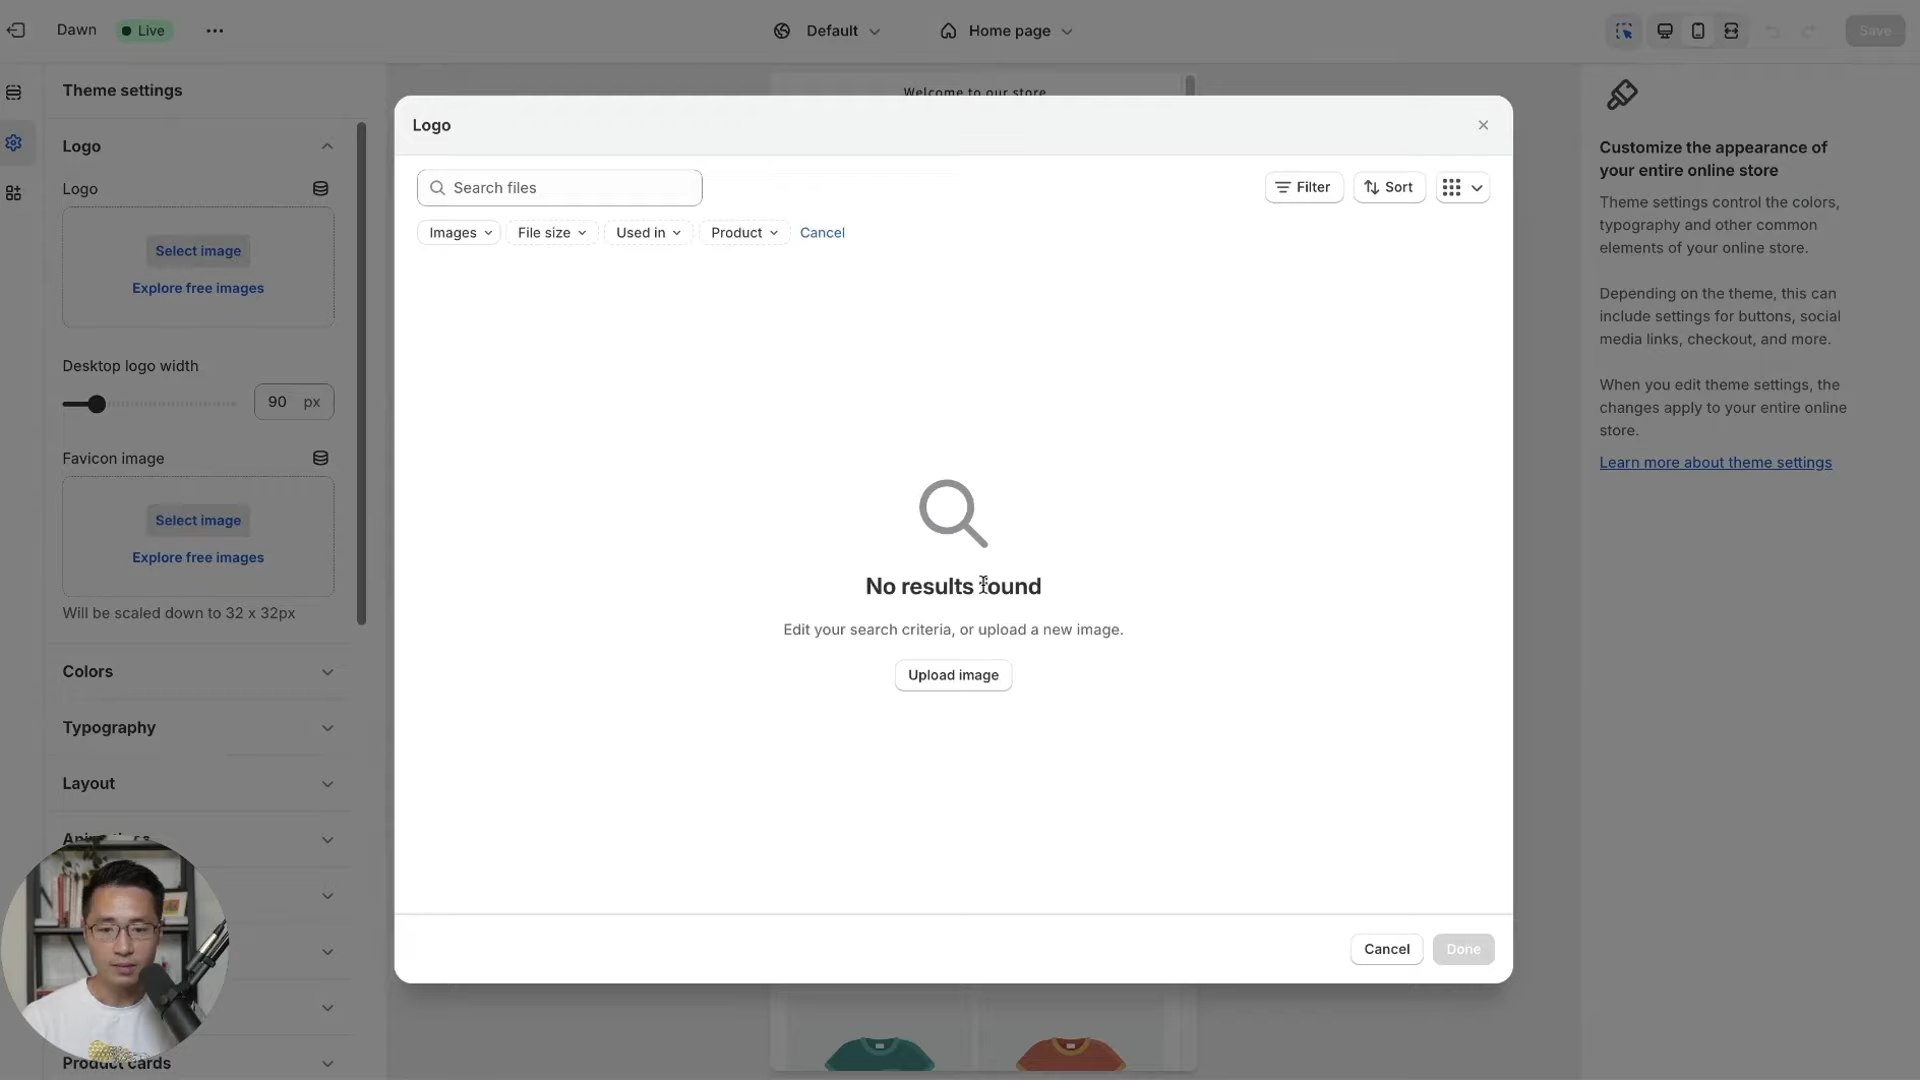 Dawn
Live
Default
Home page
Save
Theme settings
Logo
Logo
Select image
Explore free images
Desktop logo width
90 px
Favicon image
Select image
Explore free images
Will be scaled down to 32 x 32px
Colors
Typography
Layout
Animations
Product cards
Welcome to our store
Logo
Search files
Filter
Sort
Images
File size
Used in
Product
Cancel
No results found
Edit your search criteria, or upload a new image.
Upload image
Cancel
Done
Customize the appearance of
your entire online store
Theme settings control the colors,
typography and other common
elements of your online store.
Depending on the theme, this can
include settings for buttons, social
media links, checkout, and more.
When you edit theme settings, the
changes apply to your entire online
store.
Learn more about theme settings